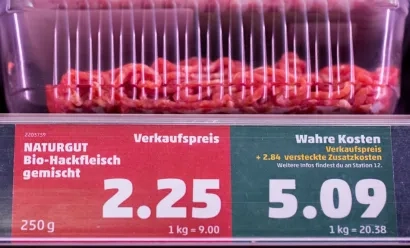 2205159
Verkaufspreis
NATURGUT
Bio-Hackfleisch
gemischt
2.25
250 g
1 kg = 9.00
Wahre Kosten
Verkaufspreis
+ 2.84 versteckte Zusatzkosten
Weitere Infos findest du an Station 12.
5.09
1 kg = 20.38